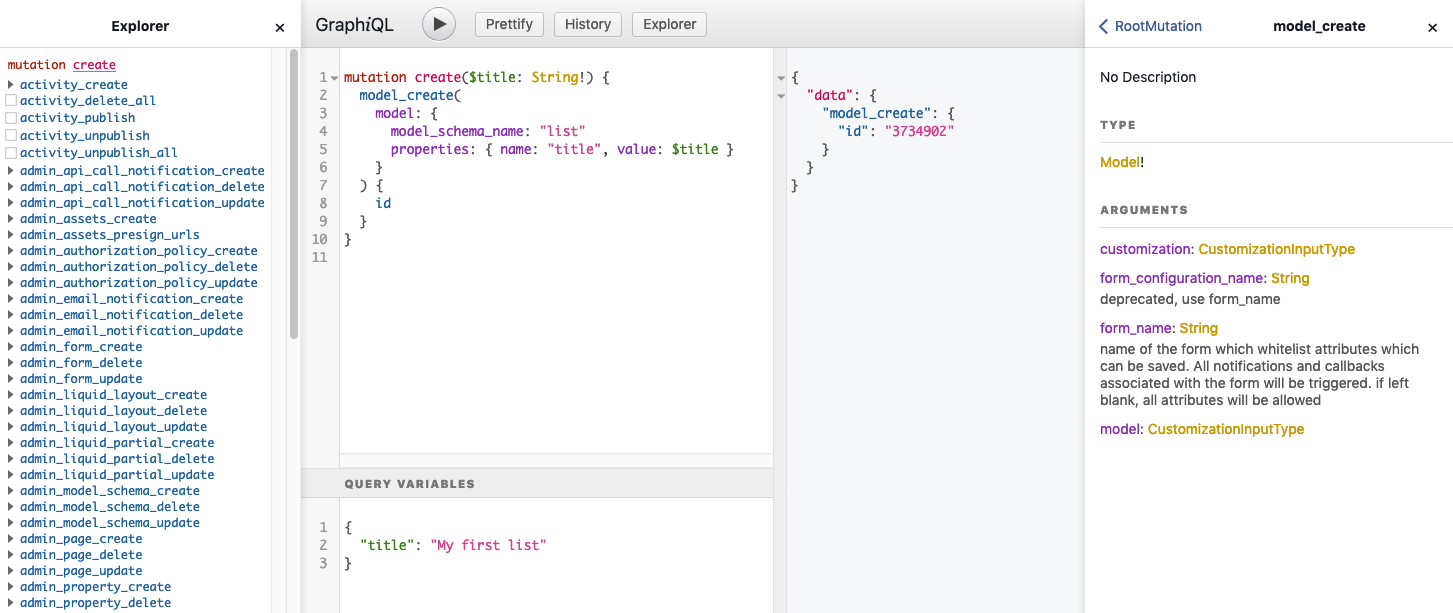 Explorer
×
mutation create
activity_create
activity_delete_all
activity_publish
activity_unpublish
activity_unpublish_all
admin_api_call_notification_create
admin_api_call_notification_delete
admin_api_call_notification_update
admin_assets_create
admin_assets_presign_urls
admin_authorization_policy_create
admin_authorization_policy_delete
admin_authorization_policy_update
admin_email_notification_create
admin_email_notification_delete
admin_email_notification_update
admin_form_create
admin_form_delete
admin_form_update
admin_liquid_layout_create
admin_liquid_layout_delete
admin_liquid_layout_update
admin_liquid_partial_create
admin_liquid_partial_delete
admin_liquid_partial_update
admin_model_schema_create
admin_model_schema_delete
admin_model_schema_update
admin_page_create
admin_page_delete
admin_page_update
admin_property_create
admin_property_delete
GraphiQL
Prettify
History
Explorer
1 mutation create($title: String!) {
2 model_create(
3 model: {
4 model_schema_name: "list"
5 properties: { name: "title", value: $title }
6 }
7 ) {
8 id
9 }
10 }
11
QUERY VARIABLES
1 {
2 "title": "My first list"
3 }
{
"data": {
"model_create": {
"id": "3734902"
}
}
}
RootMutation
model_create
×
No Description
TYPE
Model!
ARGUMENTS
customization: CustomizationInputType
form_configuration_name: String
deprecated, use form_name
form_name: String
name of the form which whitelist attributes which
can be saved. All notifications and callbacks
associated with the form will be triggered. if left
blank, all attributes will be allowed
model: CustomizationInputType